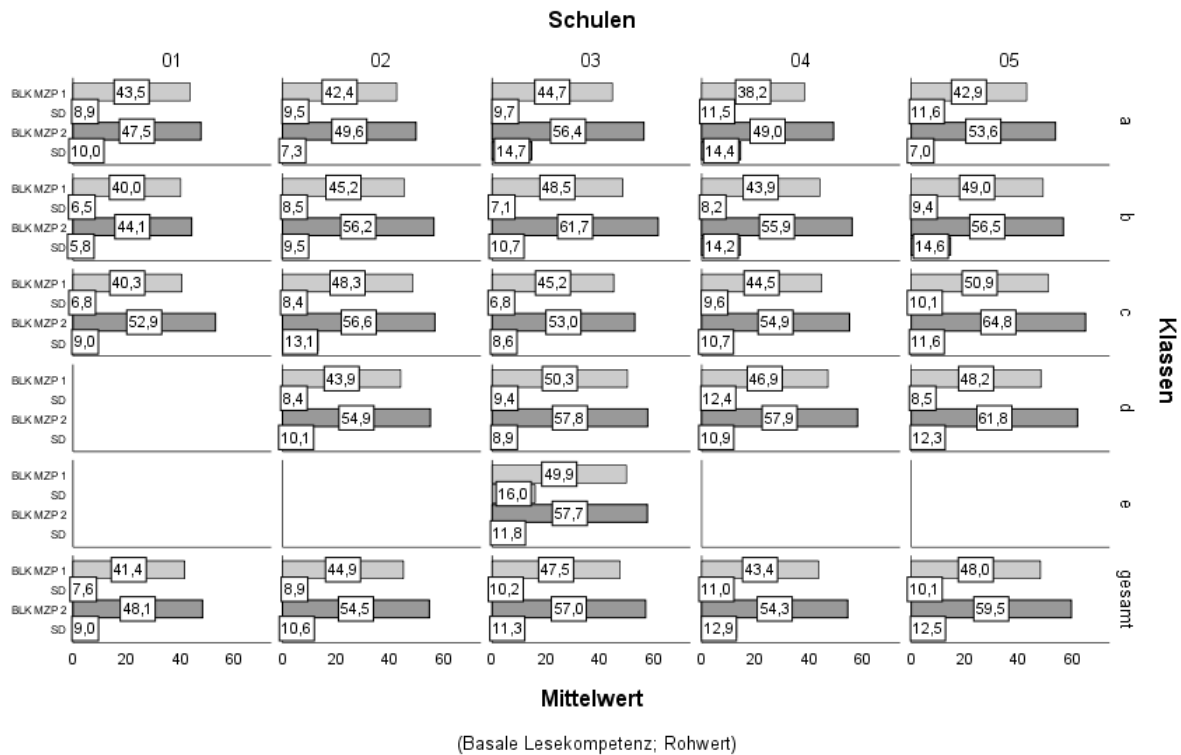 Schulen
01 02 03 04 05
BLK MZP 1 43,5 42,4 44,7 38,2 42,9
SD 8,9 9,5 9,7 11,5 11,6
BLK MZP 2 47,5 49,6 56,4 49,0 53,6
SD 10,0 7,3 14,7 14,4 7,0
a
BLK MZP 1 40,0 45,2 48,5 43,9 49,0
SD 6,5 8,5 7,1 8,2 9,4
BLK MZP 2 44,1 56,2 61,7 55,9 56,5
SD 5,8 9,5 10,7 14,2 14,6
b
BLK MZP 1 40,3 48,3 45,2 44,5 50,9
SD 6,8 8,4 6,8 9,6 10,1
BLK MZP 2 52,9 56,6 53,0 54,9 64,8
SD 9,0 13,1 8,6 10,7 11,6
c
BLK MZP 1 43,9 50,3 46,9 48,2
SD 8,4 9,4 12,4 8,5
BLK MZP 2 54,9 57,8 57,9 61,8
SD 10,1 8,9 10,9 12,3
d
BLK MZP 1 49,9
SD 16,0
BLK MZP 2 57,7
SD 11,8
e
BLK MZP 1 41,4 44,9 47,5 43,4 48,0
SD 7,6 8,9 10,2 11,0 10,1
BLK MZP 2 48,1 54,5 57,0 54,3 59,5
SD 9,0 10,6 11,3 12,9 12,5
gesamt
Klassen
0 20 40 60 0 20 40 60 0 20 40 60 0 20 40 60 0 20 40 60
Mittelwert
(Basale Lesekompetenz; Rohwert)